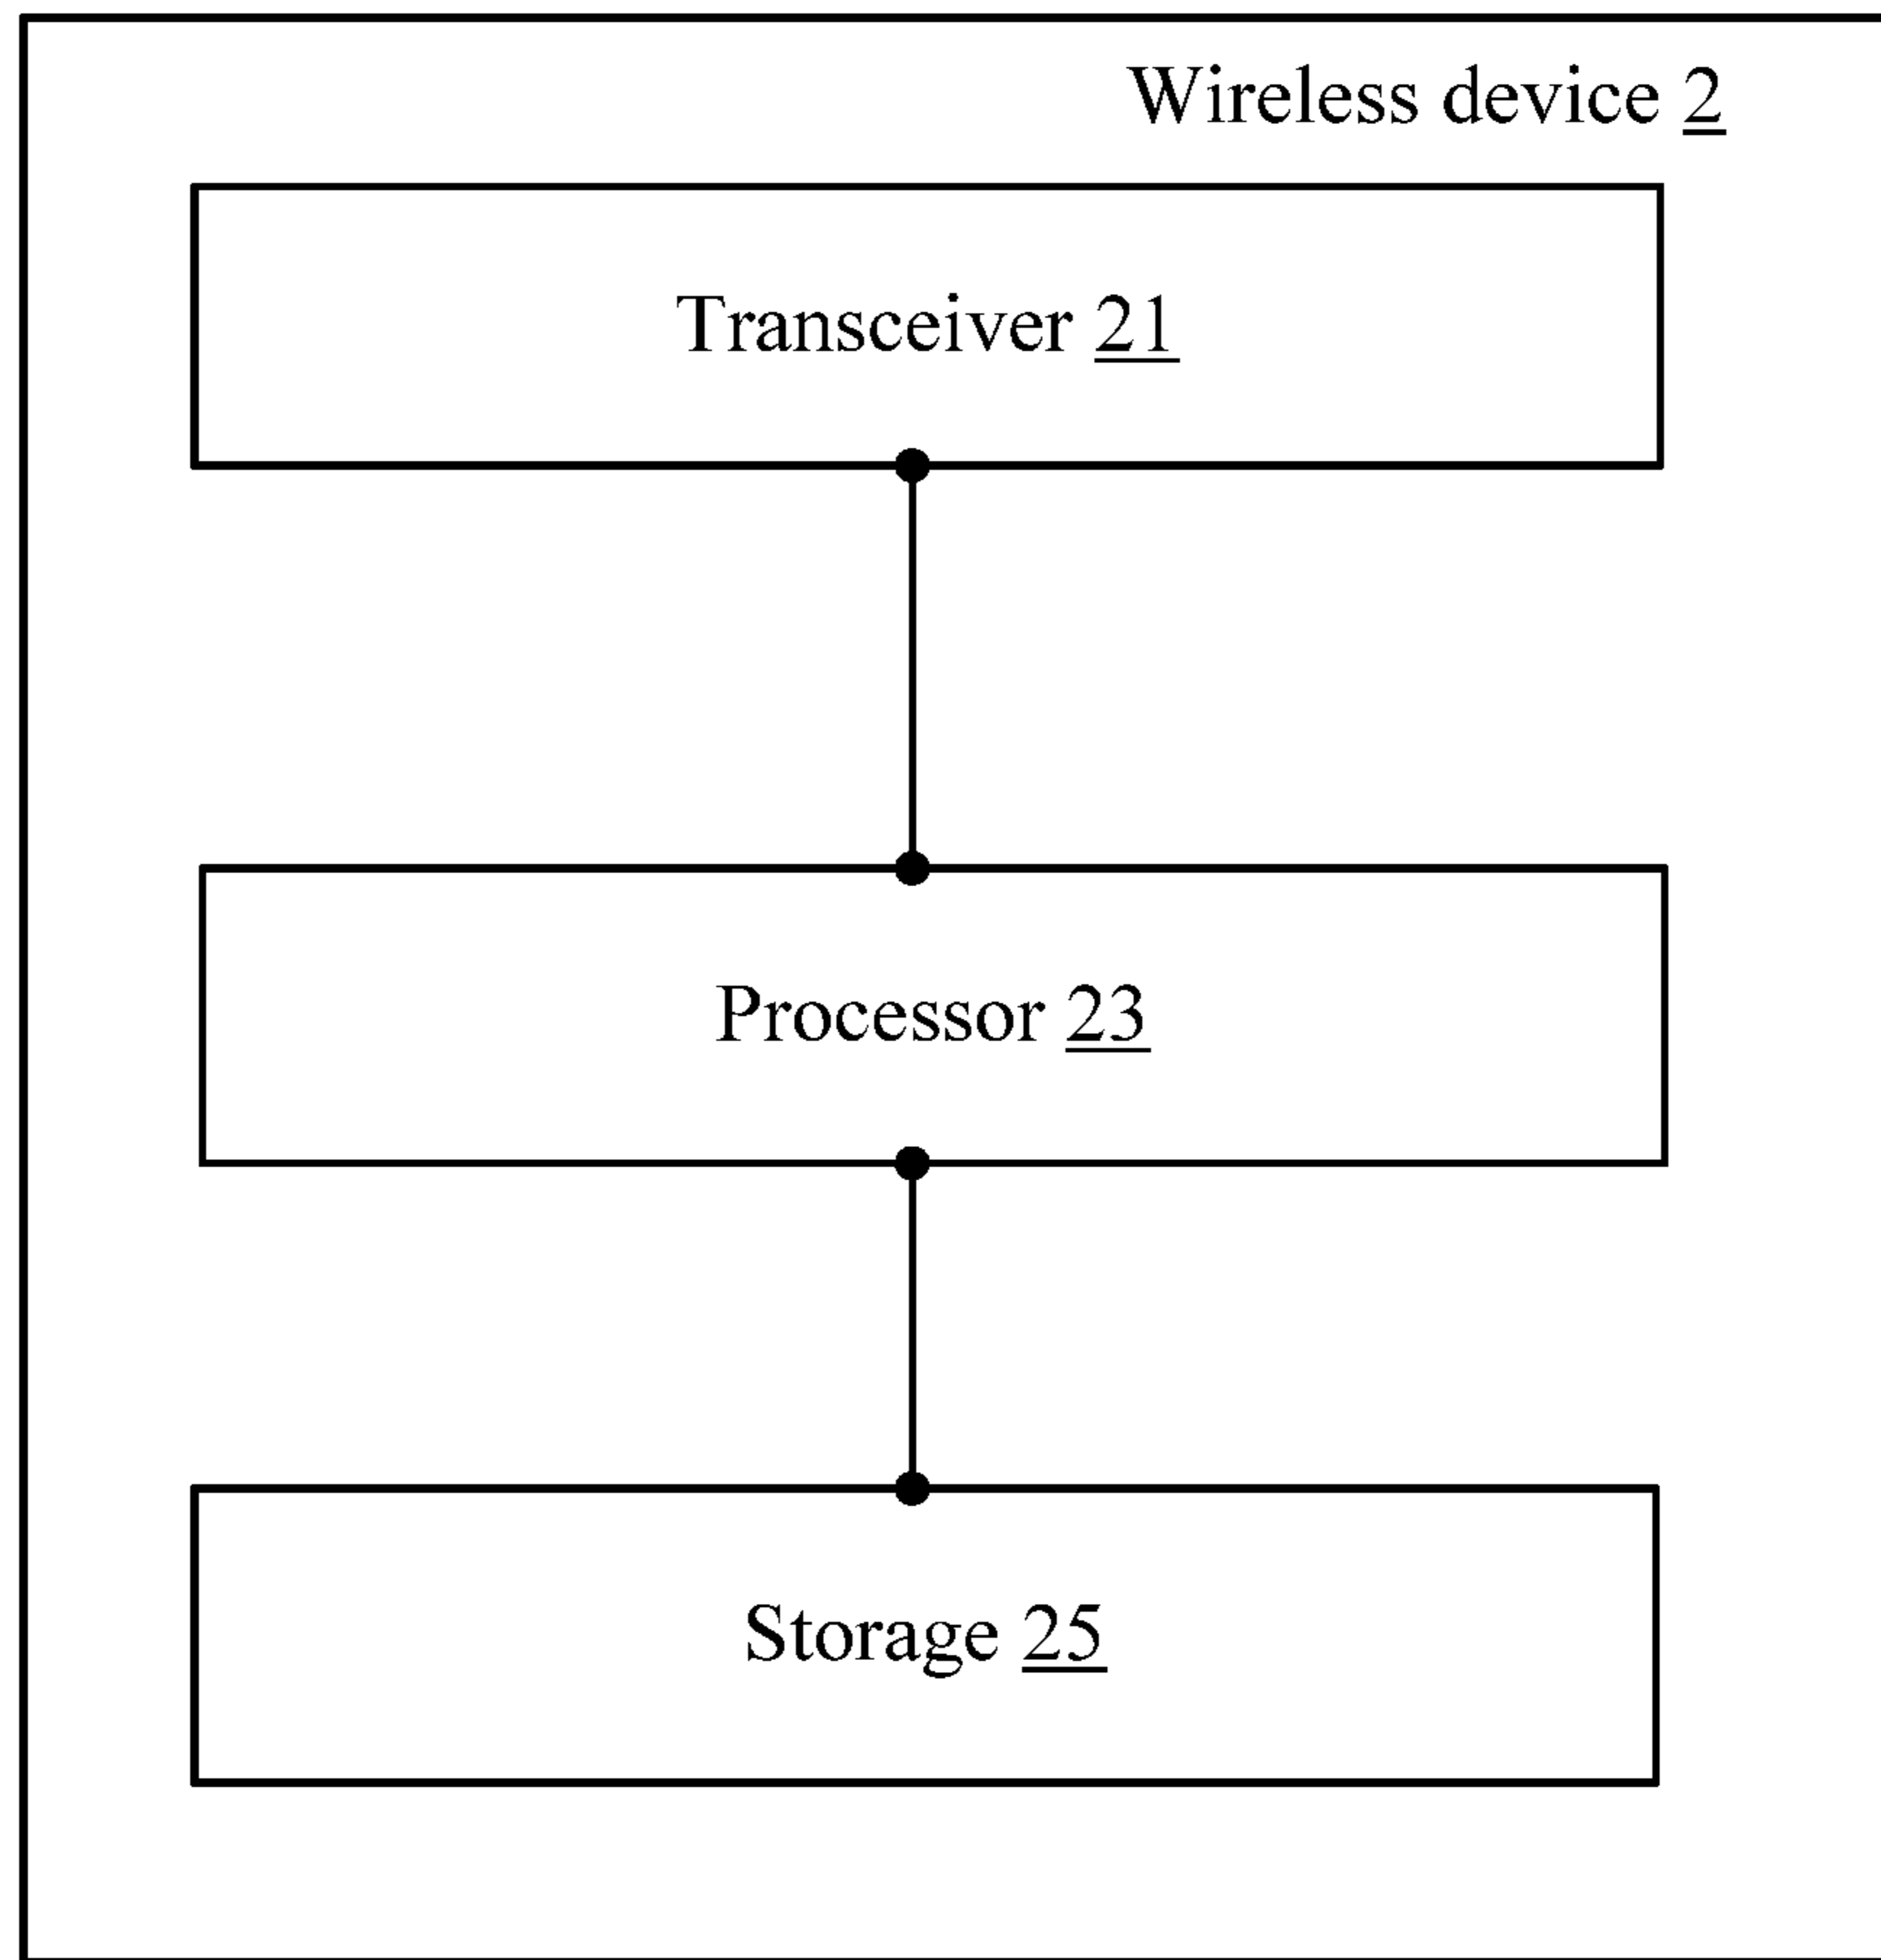 Wireless device 2
Transceiver 21
Processor 23
Storage 25